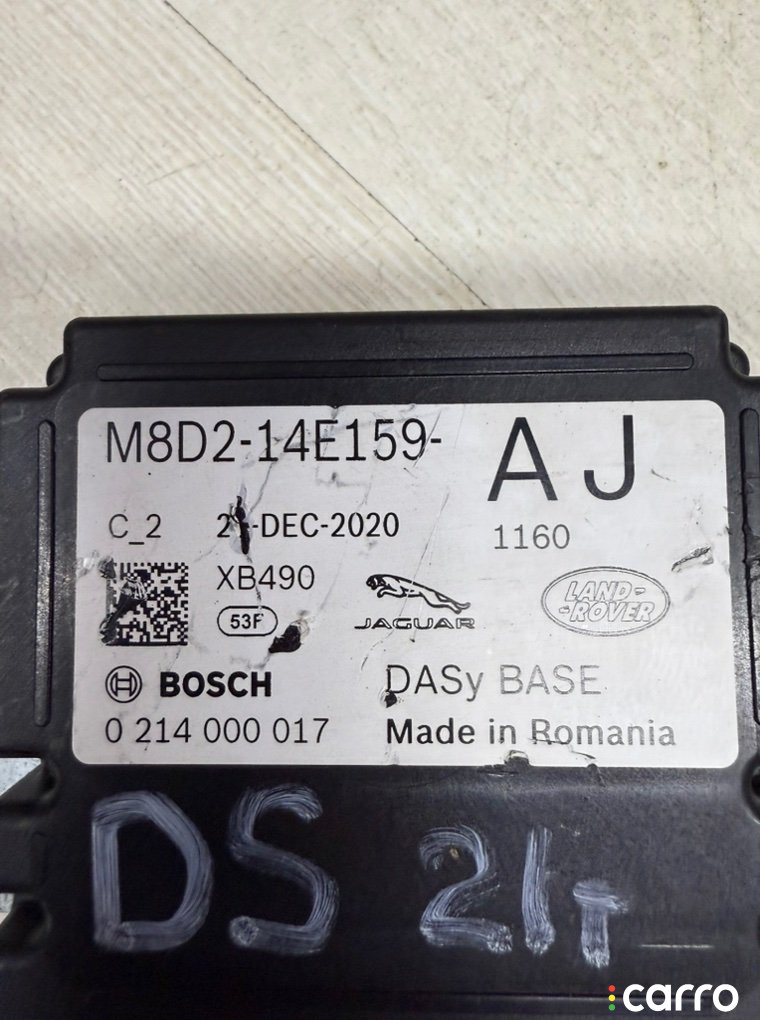 M8D2-14E159- AJ
C_2 -DEC-2020 1160
XB490
53F
JAGUAR
LAND-
-ROVER
BOSCH DASy BASE
0 214 000 017 Made in Romania
DS 21т
carro